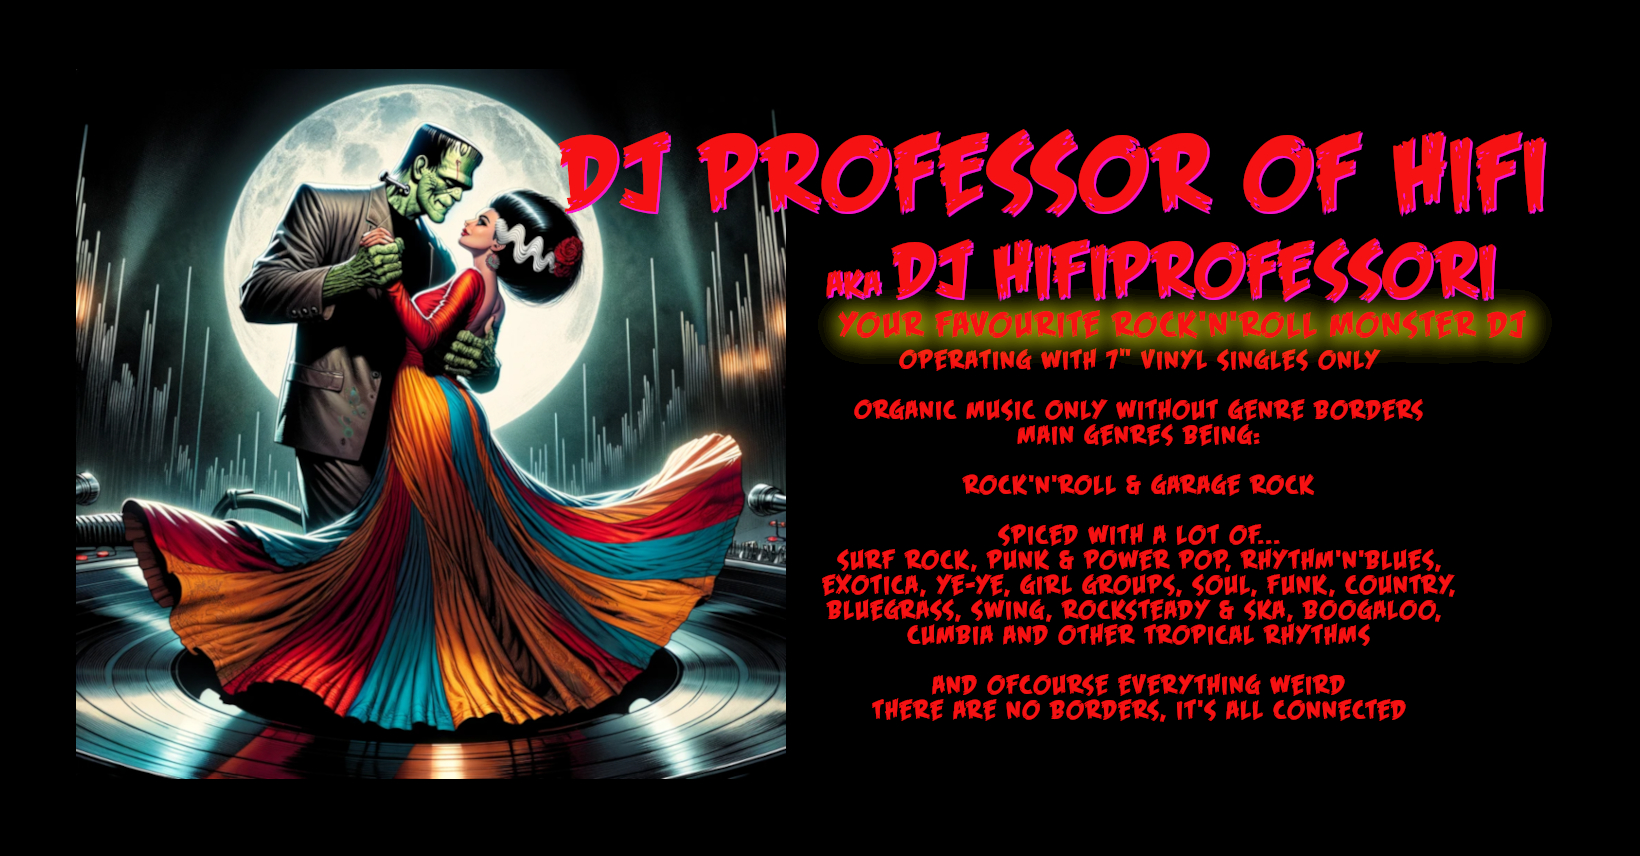 DJ PROFESSOR OF HIFI
AKA DJ HIFIPROFESSORI
YOUR FAVOURITE ROCK'N'ROLL MONSTER DJ
OPERATING WITH 7" VINYL SINGLES ONLY
ORGANIC MUSIC ONLY WITHOUT GENRE BORDERS
MAIN GENRES BEING:
ROCK'N'ROLL & GARAGE ROCK
SPICED WITH A LOT OF...
SURF ROCK, PUNK & POWER POP, RHYTHM'N'BLUES,
EXOTICA, YE-YE, GIRL GROUPS, SOUL, FUNK, COUNTRY,
BLUEGRASS, SWING, ROCKSTEADY & SKA, BOOGALOO,
CUMBIA AND OTHER TROPICAL RHYTHMS
AND OFCOURSE EVERYTHING WEIRD
THERE ARE NO BORDERS, IT'S ALL CONNECTED